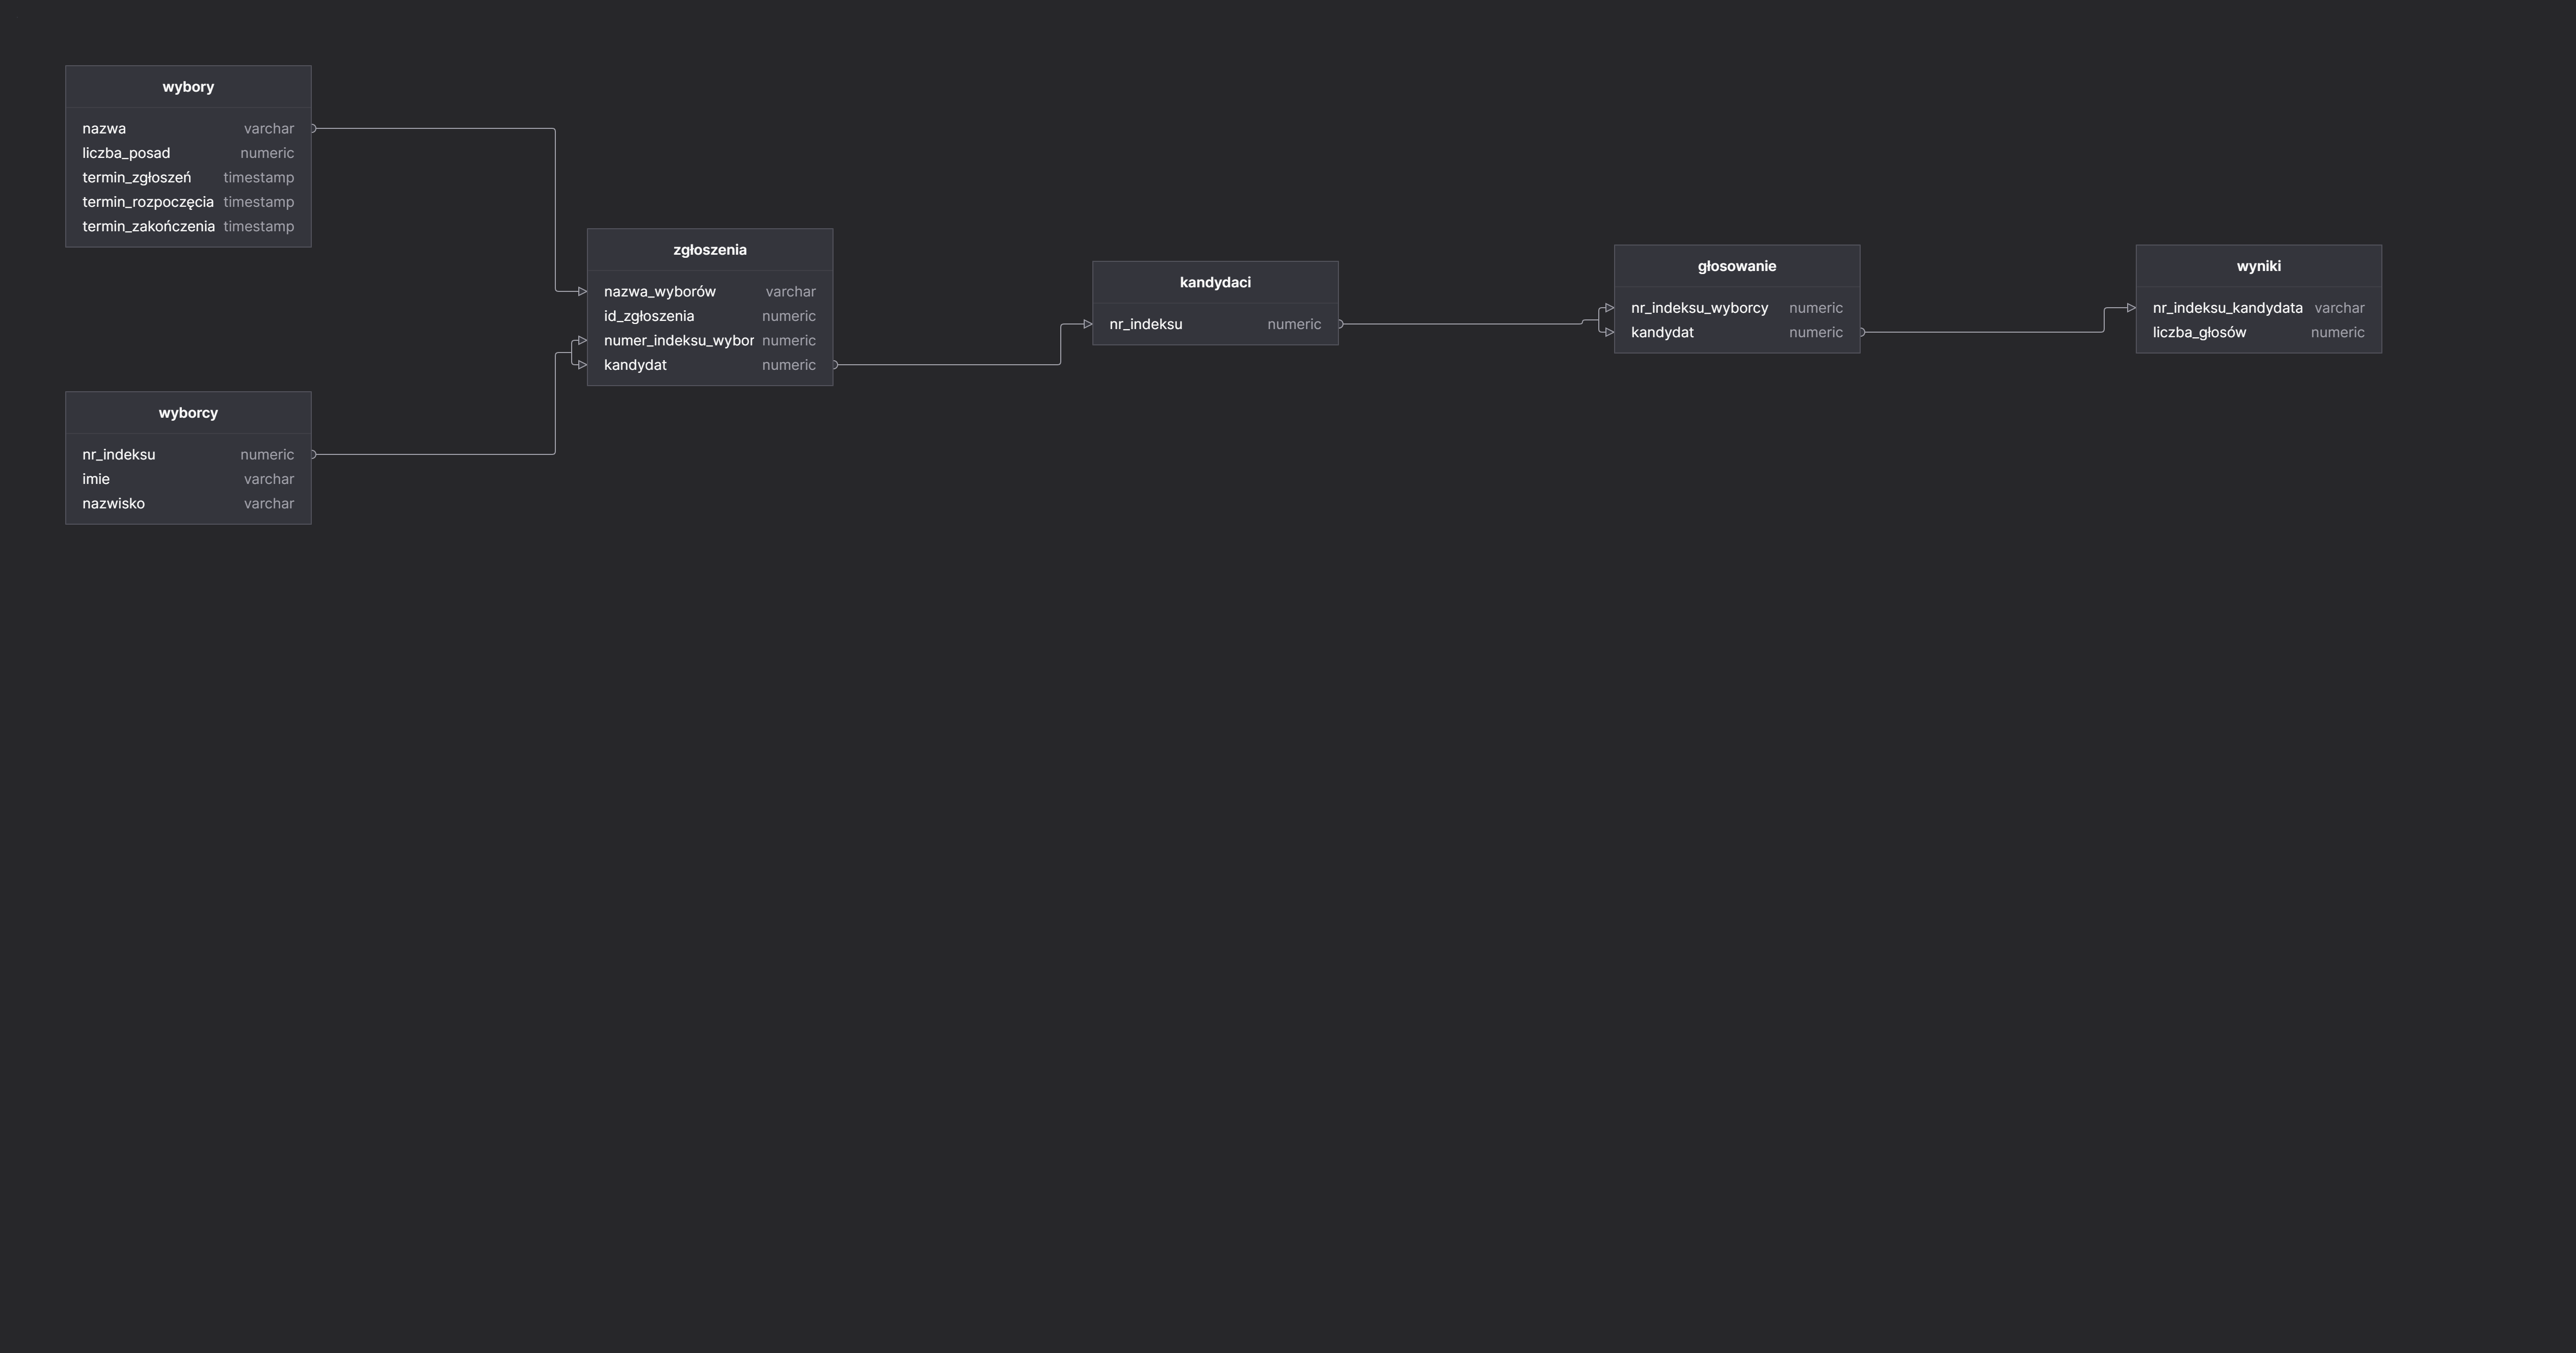 wybory
nazwa varchar
liczba_posad numeric
termin_zgłoszeń timestamp
termin_rozpoczęcia timestamp
termin_zakończenia timestamp
wyborcy
nr_indeksu numeric
imie varchar
nazwisko varchar
zgłoszenia
nazwa_wyborów varchar
id_zgłoszenia numeric
numer_indeksu_wybor numeric
kandydat numeric
kandydaci
nr_indeksu numeric
głosowanie
nr_indeksu_wyborcy numeric
kandydat numeric
wyniki
nr_indeksu_kandydata varchar
liczba_głosów numeric